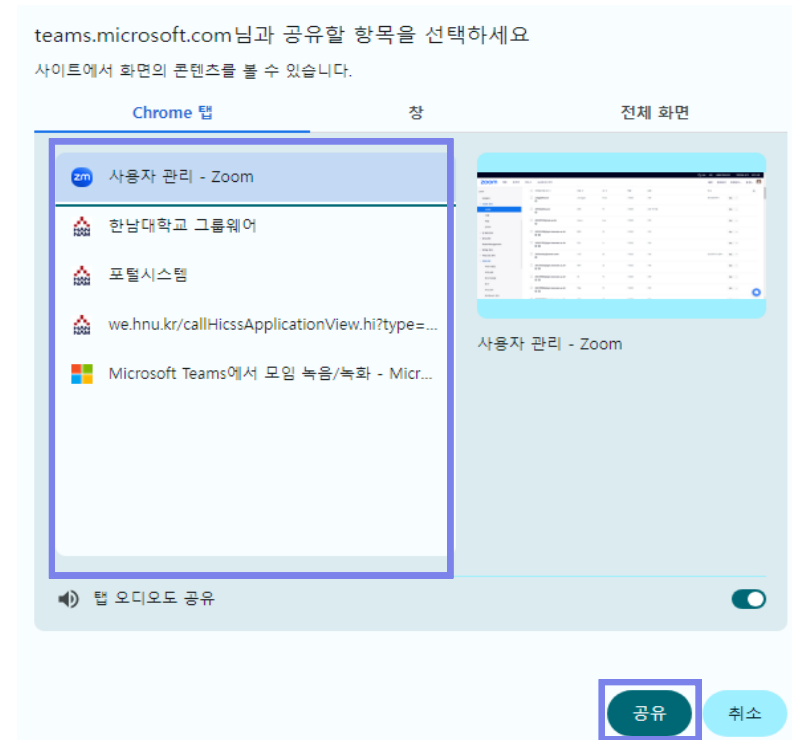 teams.microsoft.com님과 공유할 항목을 선택하세요
사이트에서 화면의 콘텐츠를 볼 수 있습니다.
Chrome 탭
창
전체 화면
zm 사용자 관리 - Zoom
한남대학교 그룹웨어
포털시스템
we.hnu.kr/callHicssApplicationView.hi?type=...
Microsoft Teams에서 모임 녹음/녹화 - Micr...
zoom
사용자 관리 - Zoom
탭 오디오도 공유
공유
취소